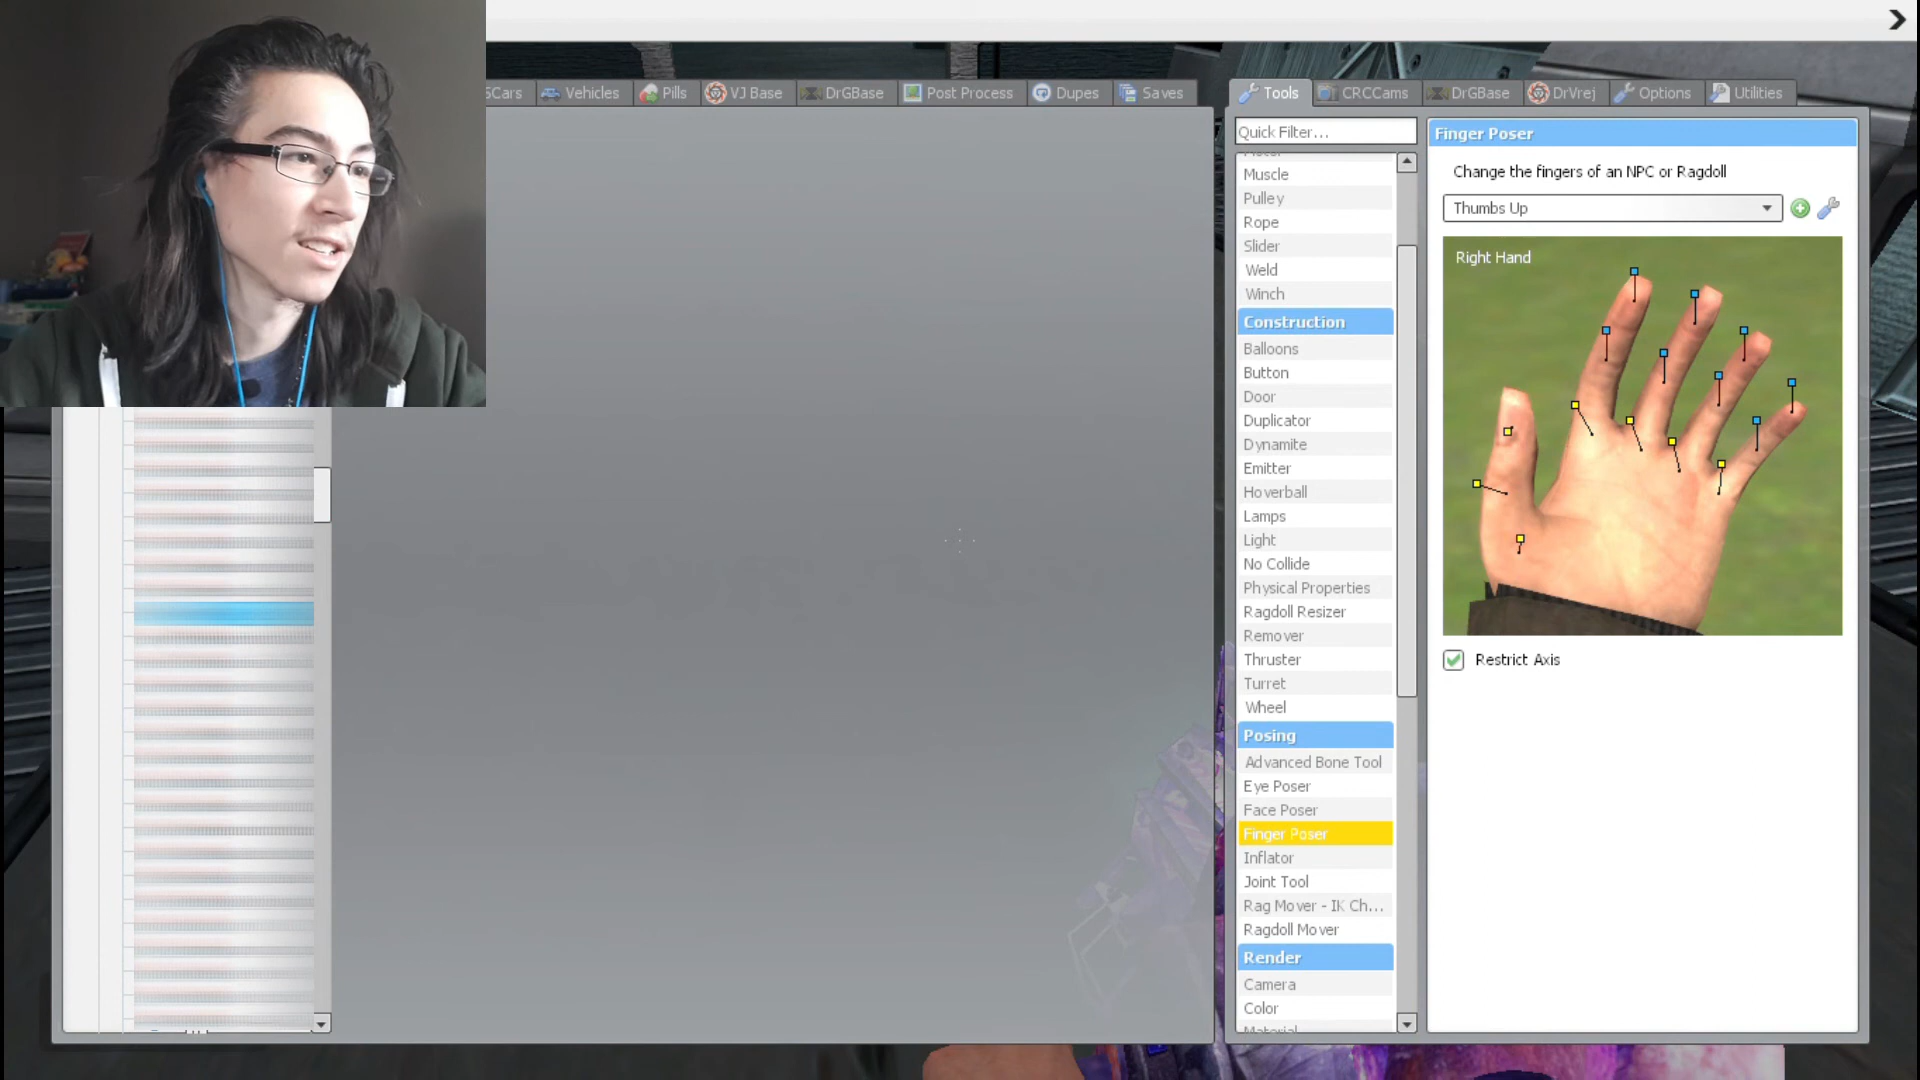 SCars Vehicles Pills VJ Base DrGBase Post Process Dupes Saves
Tools CRCCams DrGBase DrVrej Options Utilities
Quick Filter...
Muscle
Pulley
Rope
Slider
Weld
Winch
Construction
Balloons
Button
Door
Duplicator
Dynamite
Emitter
Hoverball
Lamps
Light
No Collide
Physical Properties
Ragdoll Resizer
Remover
Thruster
Turret
Wheel
Posing
Advanced Bone Tool
Eye Poser
Face Poser
Finger Poser
Inflator
Joint Tool
Rag Mover - IK Ch...
Ragdoll Mover
Render
Camera
Color
Material
Finger Poser
Change the fingers of an NPC or Ragdoll
Thumbs Up
Right Hand
Restrict Axis